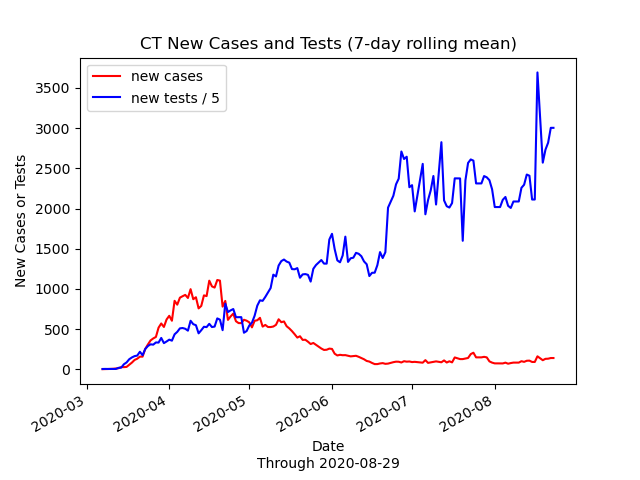 CT New Cases and Tests (7-day rolling mean)
new cases
new tests / 5
New Cases or Tests
3500
3000
2500
2000
1500
1000
500
0
2020-03
2020-04
2020-05
2020-06
2020-07
2020-08
Date
Through 2020-08-29